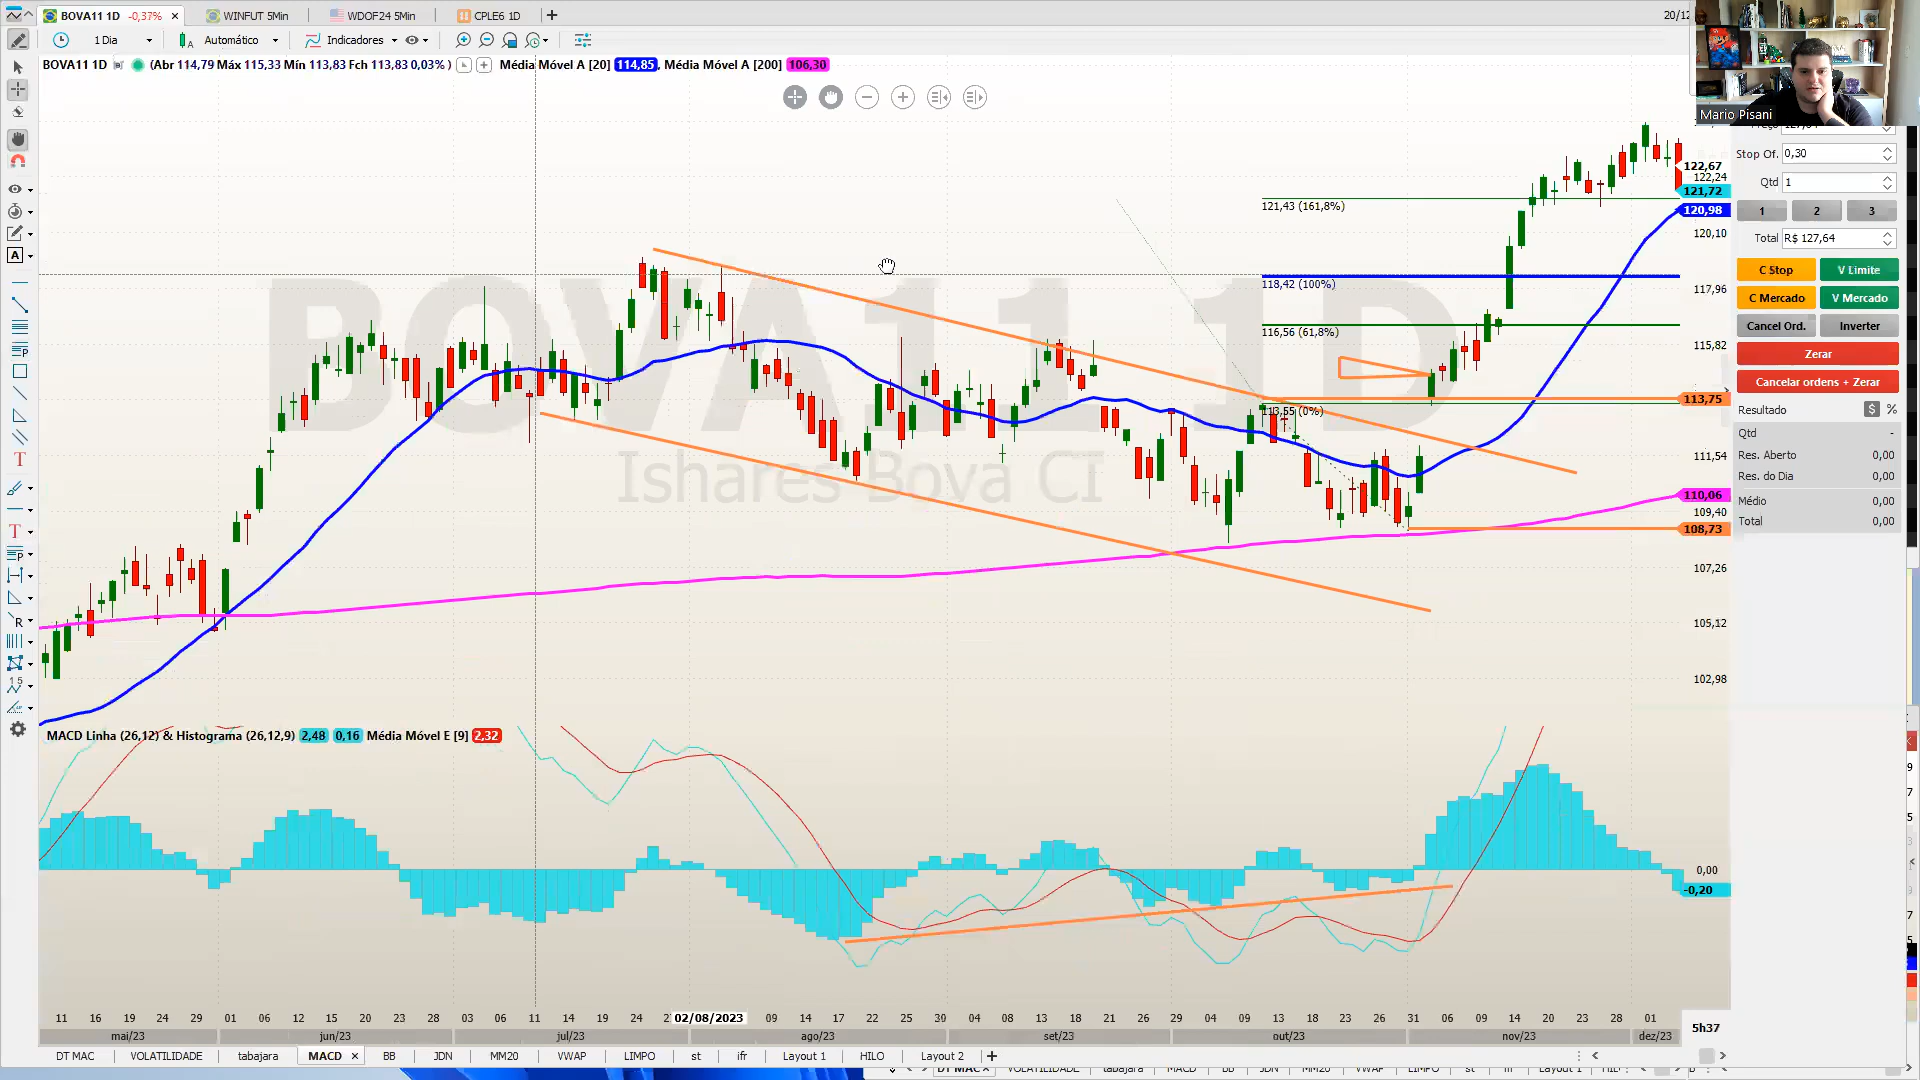 BOVA11 1D -0,37% × WINFUT 5Min WDOF24 5Min CPLE6 1D + 20/12
1 Dia Automático Indicadores
BOVA11 1D (Abr 114,79 Máx 115,33 Mín 113,83 Fch 113,83 0,03% ) Média Móvel A [20] 114,85, Média Móvel A [200] 106,30
Mario Pisani
BOVA11 1D
Ishares Bova CI
121,43 (161,8%)
118,42 (100%)
116,56 (61,8%)
113,55 (0%)
122,67
122,24
121,72
120,98
120,10
117,96
115,82
113,75
111,54
110,06
109,40
108,73
107,26
105,12
102,98
Stop Of. 0,30
Qtd 1
1 2 3
Total R$ 127,64
C Stop V Limite
C Mercado V Mercado
Cancel Ord. Inverter
Zerar
Cancelar ordens + Zerar
Resultado $ %
Qtd -
Res. Aberto 0,00
Res. do Dia 0,00
Médio 0,00
Total 0,00
MACD Linha (26,12) & Histograma (26,12,9) 2,48 0,16 Média Móvel E [9] 2,32
0,00
-0,20
11 16 19 24 29 01 06 12 15 20 23 28 03 06 11 14 19 24 02/08/2023 09 14 17 22 25 30 04 08 13 18 21 26 29 04 09 13 18 23 26 31 06 09 14 20 23 28 01
mai/23 jun/23 jul/23 ago/23 set/23 out/23 nov/23 dez/23
5h37
DT MAC VOLATILIDADE tabajara MACD × BB JDN MM20 VWAP LIMPO st ifr Layout 1 HILO Layout 2 +